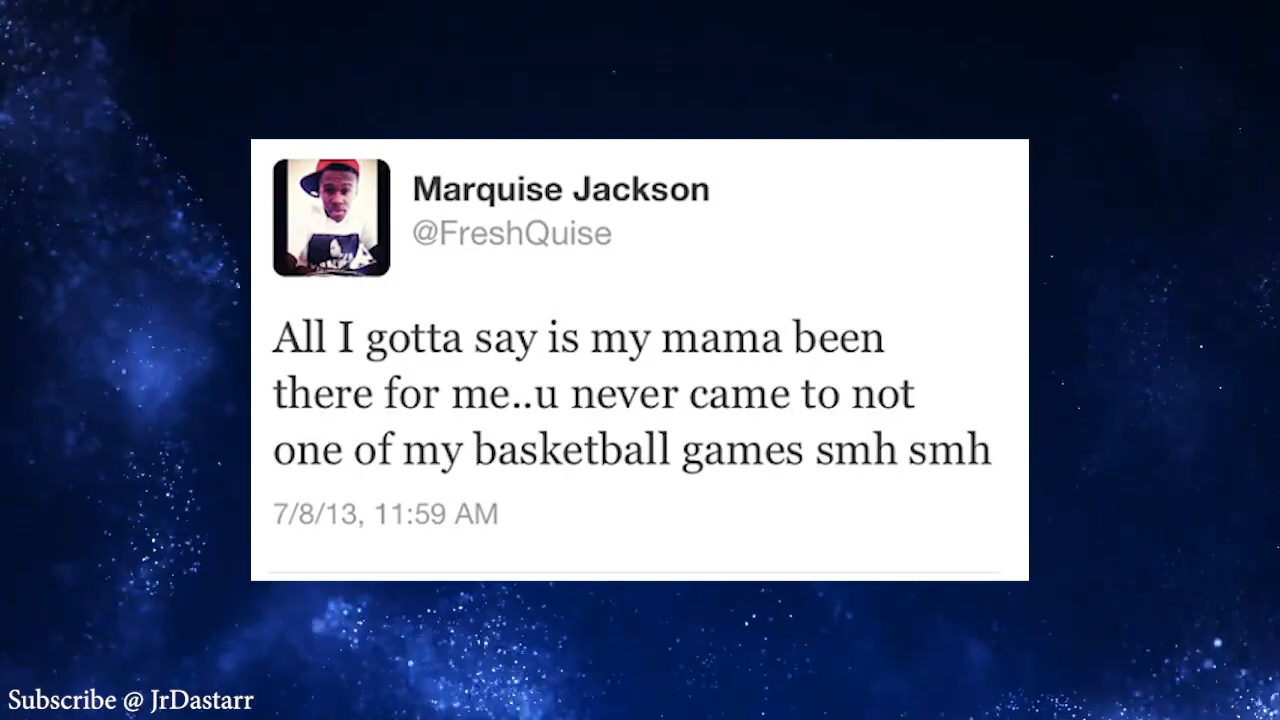 Marquise Jackson
@FreshQuise
All I gotta say is my mama been
there for me..u never came to not
one of my basketball games smh smh
7/8/13, 11:59 AM
Subscribe @ JrDastarr